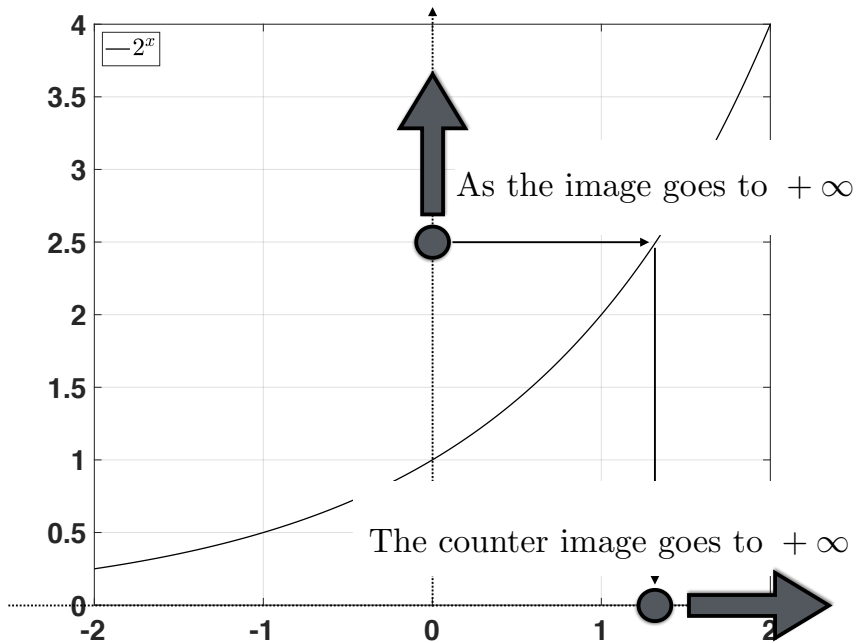 4
— 2^x
3.5
3
As the image goes to + ∞
2.5
2
1.5
1
0.5
The counter image goes to + ∞
0
-2 -1 0 1 2